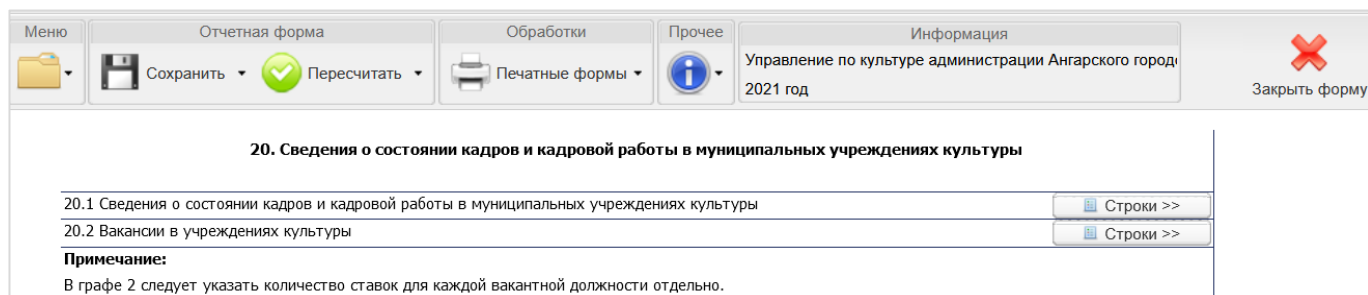 Меню
Отчетная форма
Обработки
Прочее
Информация
Сохранить
Пересчитать
Печатные формы
Управление по культуре администрации Ангарского город
2021 год
Закрыть форму
20. Сведения о состоянии кадров и кадровой работы в муниципальных учреждениях культуры
20.1 Сведения о состоянии кадров и кадровой работы в муниципальных учреждениях культуры
Строки >>
20.2 Вакансии в учреждениях культуры
Строки >>
Примечание:
В графе 2 следует указать количество ставок для каждой вакантной должности отдельно.